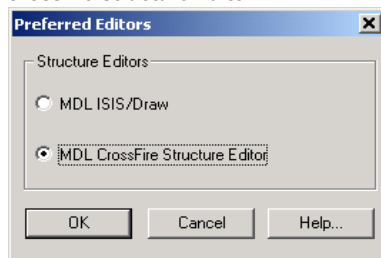 Preferred Editors
Structure Editors
MDL ISIS/Draw
MDL CrossFire Structure Editor
OK
Cancel
Help...